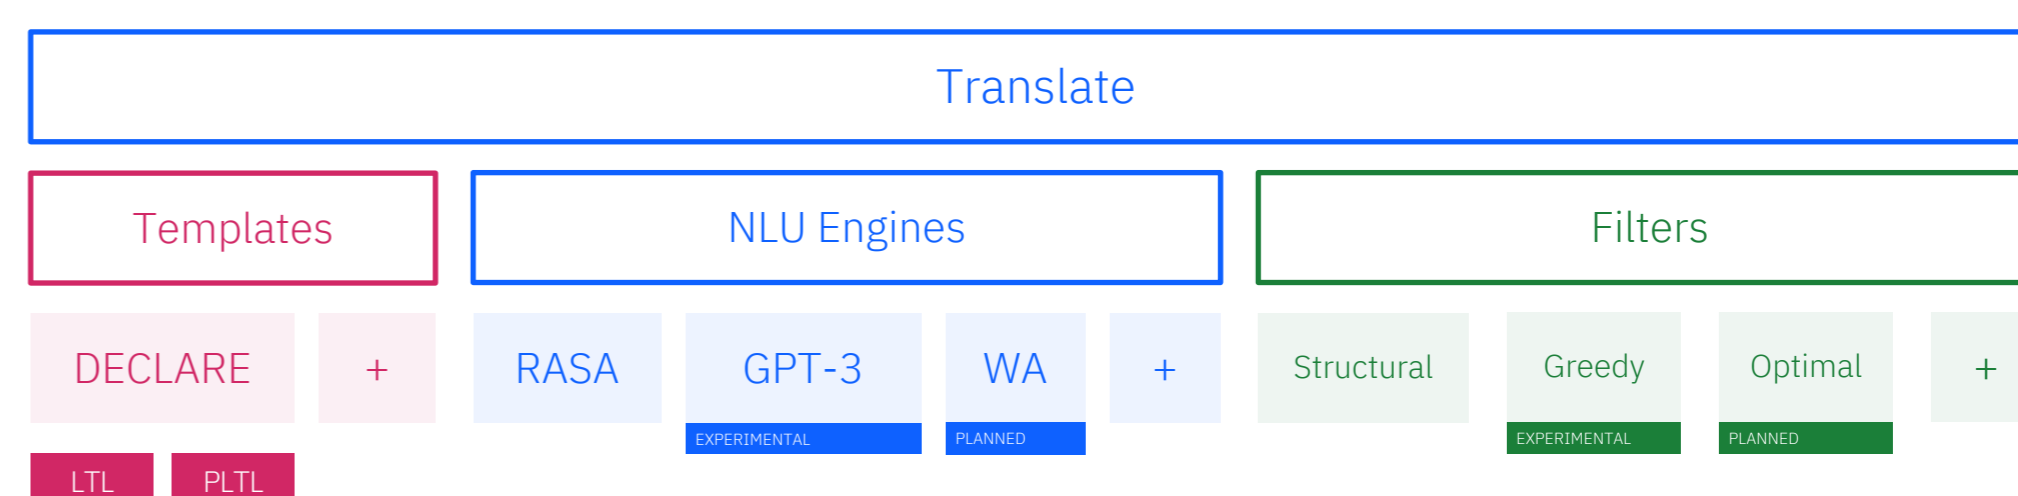 Translate
Templates
NLU Engines
Filters
DECLARE
+
RASA
GPT-3
WA
+
Structural
Greedy
Optimal
+
EXPERIMENTAL
PLANNED
EXPERIMENTAL
PLANNED
LTL
PLTL